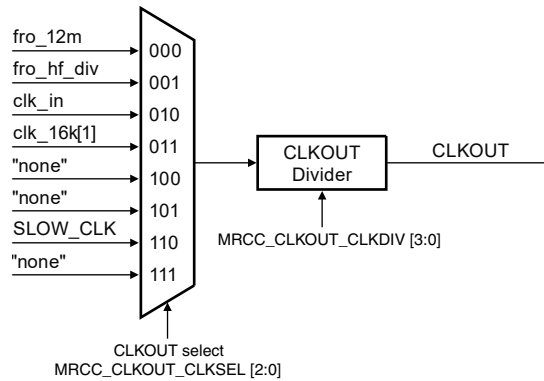 fro_12m
000
fro_hf_div
001
clk_in
010
clk_16k[1]
011
"none"
100
"none"
101
SLOW_CLK
110
"none"
111
CLKOUT
Divider
CLKOUT
MRCC_CLKOUT_CLKDIV [3:0]
CLKOUT select
MRCC_CLKOUT_CLKSEL [2:0]